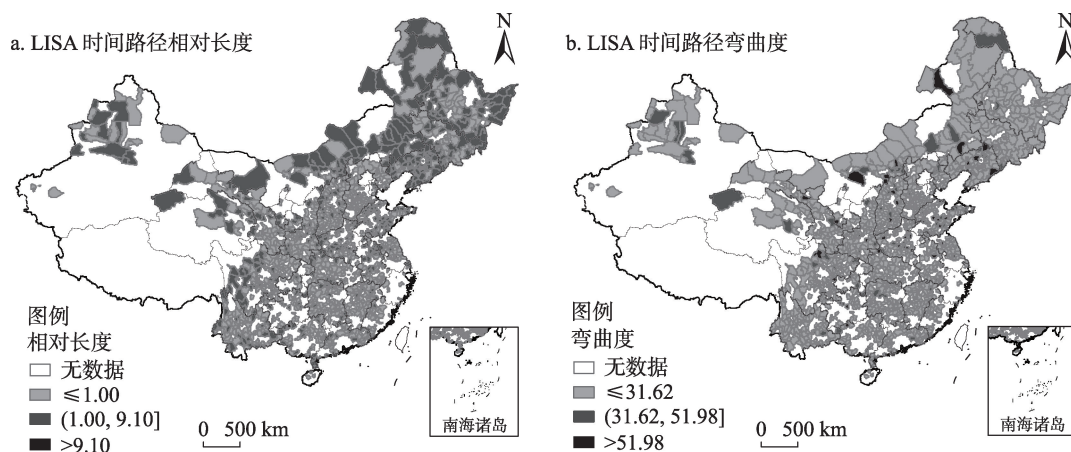 a. LISA 时间路径相对长度
N
图例
相对长度
无数据
≤1.00
(1.00, 9.10]
>9.10
0 500 km
南海诸岛
b. LISA 时间路径弯曲度
N
图例
弯曲度
无数据
≤31.62
(31.62, 51.98]
>51.98
0 500 km
南海诸岛